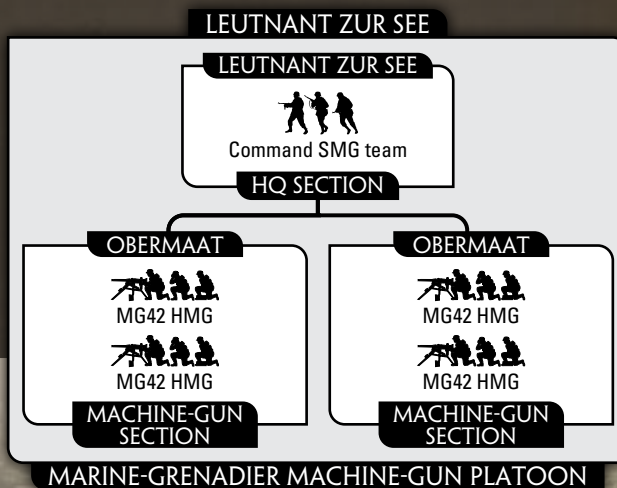 LEUTNANT ZUR SEE
LEUTNANT ZUR SEE
Command SMG team
HQ SECTION
OBERMAAT
MG42 HMG
MG42 HMG
MACHINE-GUN
SECTION
OBERMAAT
MG42 HMG
MG42 HMG
MACHINE-GUN
SECTION
MARINE-GRENADIER MACHINE-GUN PLATOON